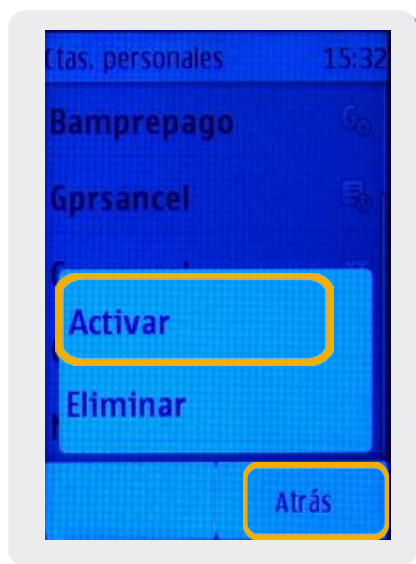 Ctas. personales 15:32
Bamprepago
Gprsancel
Activar
Eliminar
Atrás